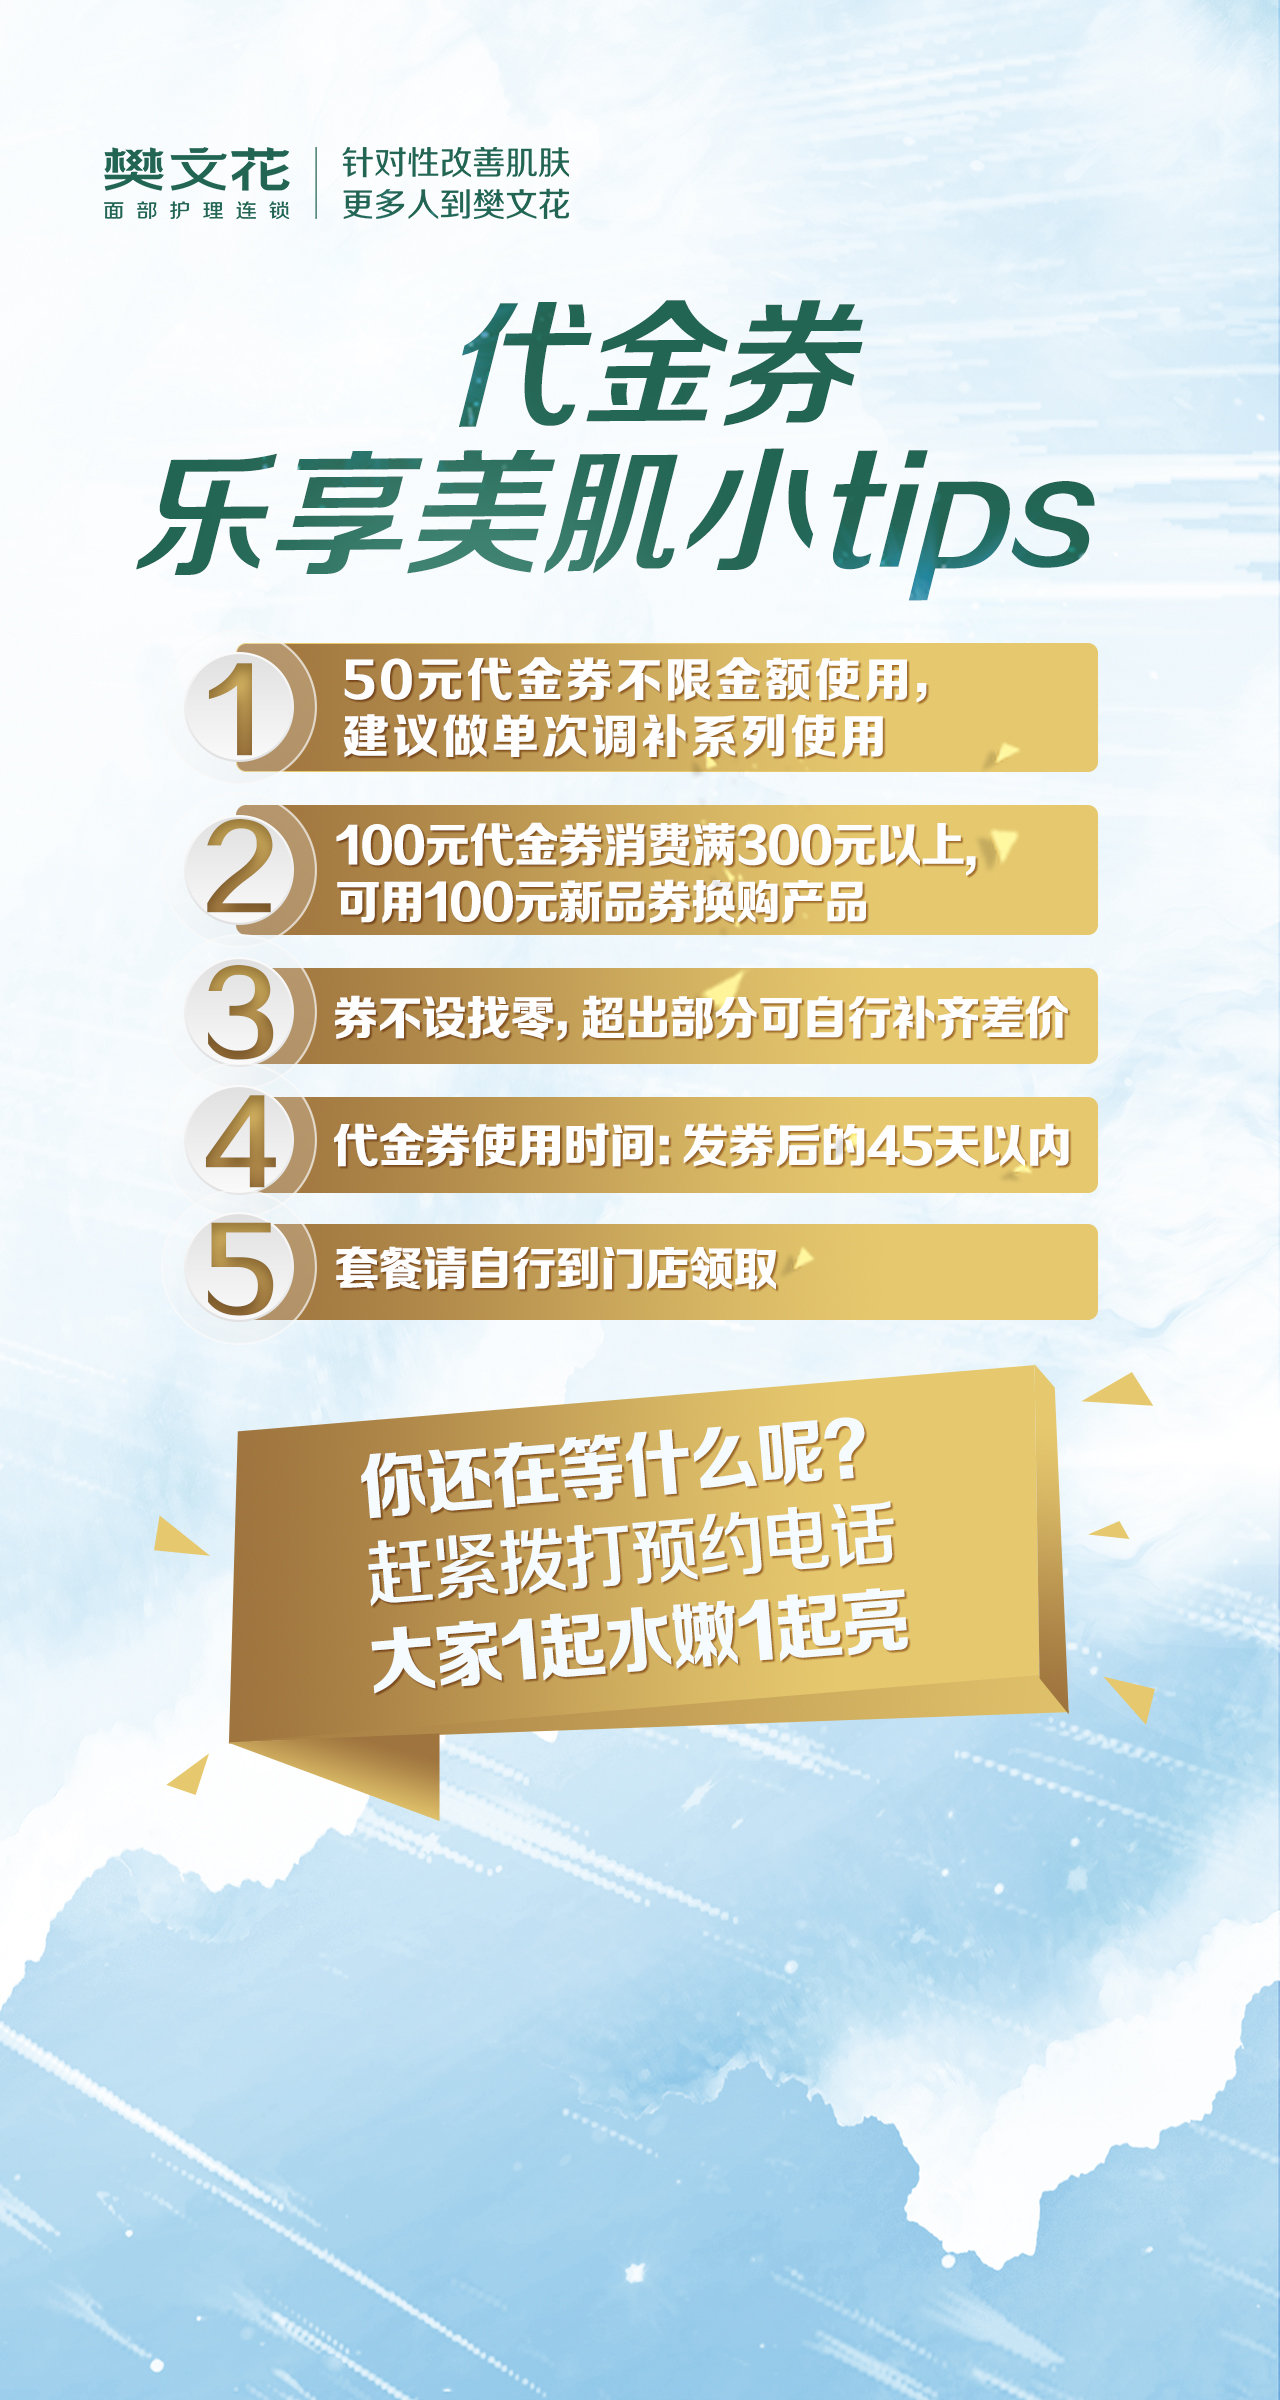 樊文花
面部护理连锁
针对性改善肌肤
更多人到樊文花
代金券
乐享美肌小tips
1
50元代金券不限金额使用，
建议做单次调补系列使用
2
100元代金券消费满300元以上，
可用100元新品券换购产品
3
券不设找零，超出部分可自行补齐差价
4
代金券使用时间：发券后的45天以内
5
套餐请自行到门店领取
你还在等什么呢？
赶紧拨打预约电话
大家1起水嫩1起亮